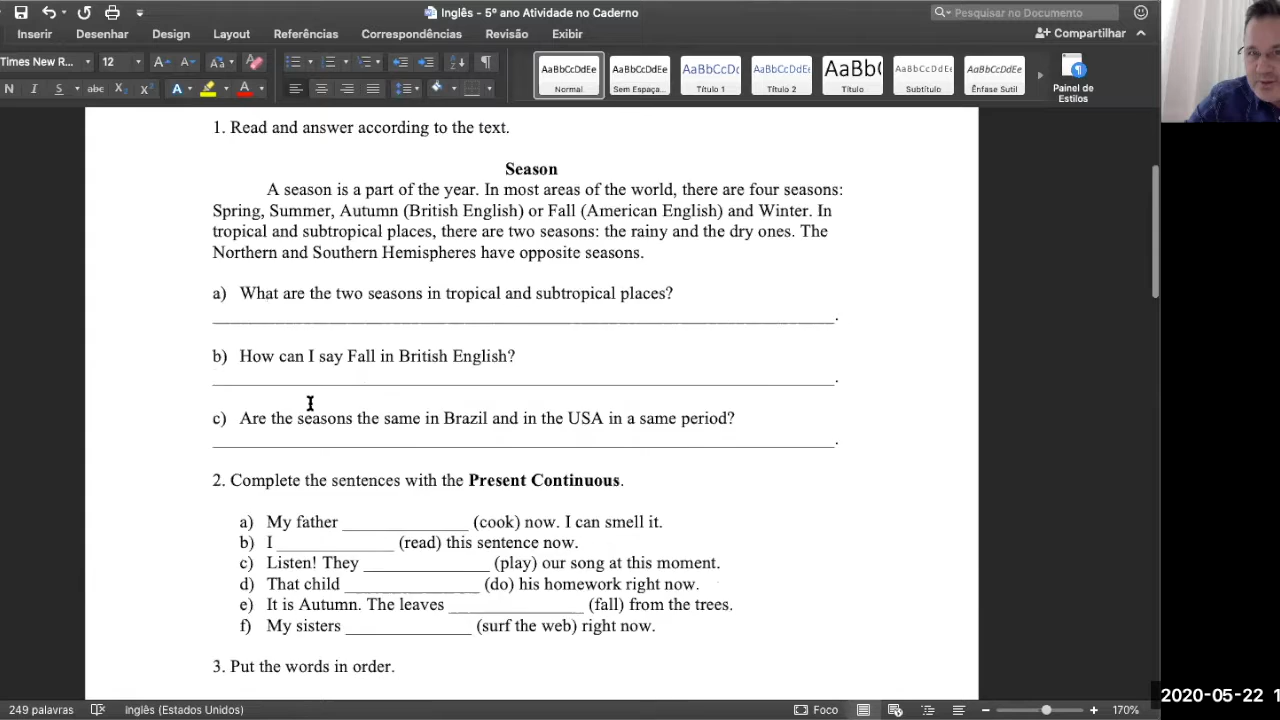 Inglês - 5º ano Atividade no Caderno
Pesquisar no Documento
Inserir Desenhar Design Layout Referências Correspondências Revisão Exibir
Compartilhar
Times New R... 12
AaBbCcDdEe AaBbCcDdEe AaBbCcDc AaBbCcDdEe AaBb( AaBbCcDdEe AaBbCcDdEe
Normal Sem Espaça... Título 1 Título 2 Título Subtítulo Ênfase Sutil
Painel de
Estilos
1. Read and answer according to the text.
Season
A season is a part of the year. In most areas of the world, there are four seasons:
Spring, Summer, Autumn (British English) or Fall (American English) and Winter. In
tropical and subtropical places, there are two seasons: the rainy and the dry ones. The
Northern and Southern Hemispheres have opposite seasons.
a) What are the two seasons in tropical and subtropical places?
______________________________.
b) How can I say Fall in British English?
______________________________.
c) Are the seasons the same in Brazil and in the USA in a same period?
______________________________.
2. Complete the sentences with the Present Continuous.
a) My father ______________ (cook) now. I can smell it.
b) I _____________ (read) this sentence now.
c) Listen! They ______________ (play) our song at this moment.
d) That child _______________ (do) his homework right now.
e) It is Autumn. The leaves _______________ (fall) from the trees.
f) My sisters ______________ (surf the web) right now.
3. Put the words in order.
2020-05-22 1
249 palavras Inglês (Estados Unidos) Foco 170%